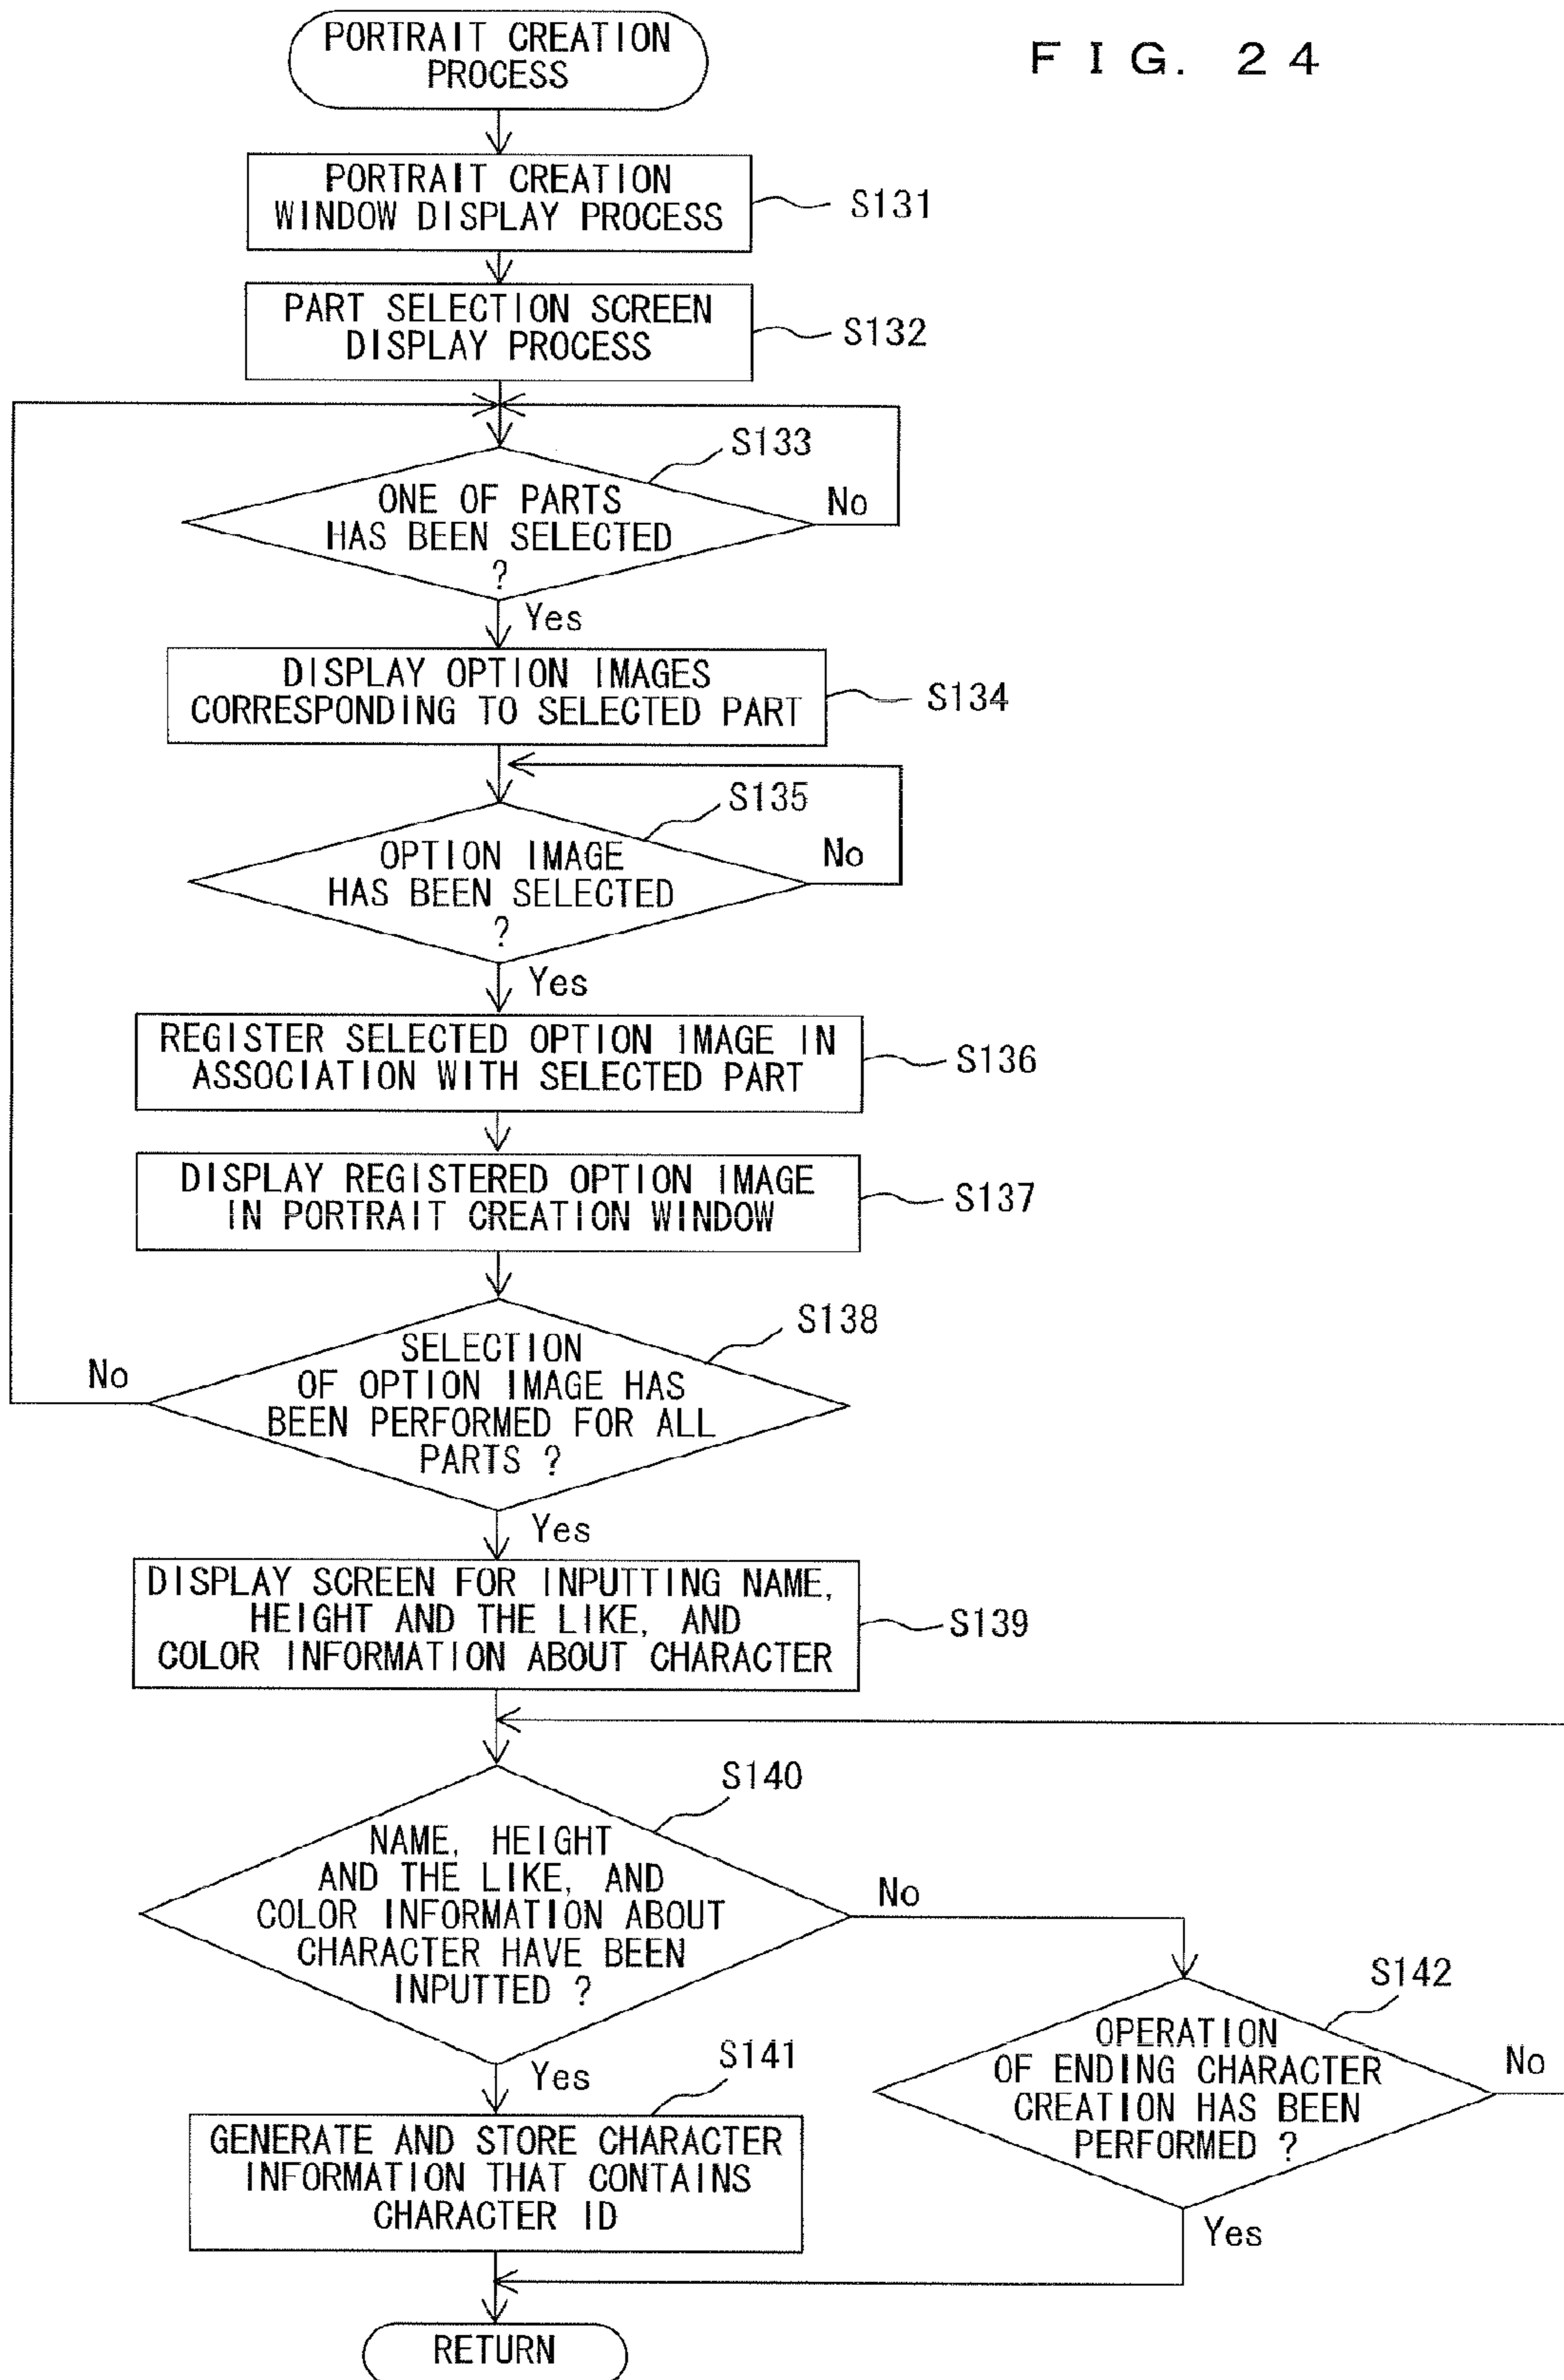 FIG. 24
PORTRAIT CREATION
PROCESS
PORTRAIT CREATION
WINDOW DISPLAY PROCESS
S131
PART SELECTION SCREEN
DISPLAY PROCESS
S132
S133
ONE OF PARTS
HAS BEEN SELECTED
?
No
Yes
DISPLAY OPTION IMAGES
CORRESPONDING TO SELECTED PART
S134
S135
OPTION IMAGE
HAS BEEN SELECTED
?
No
Yes
REGISTER SELECTED OPTION IMAGE IN
ASSOCIATION WITH SELECTED PART
S136
DISPLAY REGISTERED OPTION IMAGE
IN PORTRAIT CREATION WINDOW
S137
S138
SELECTION
OF OPTION IMAGE HAS
BEEN PERFORMED FOR ALL
PARTS ?
No
Yes
DISPLAY SCREEN FOR INPUTTING NAME,
HEIGHT AND THE LIKE, AND
COLOR INFORMATION ABOUT CHARACTER
S139
S140
NAME, HEIGHT
AND THE LIKE, AND
COLOR INFORMATION ABOUT
CHARACTER HAVE BEEN
INPUTTED ?
No
Yes
S142
OPERATION
OF ENDING CHARACTER
CREATION HAS BEEN
PERFORMED ?
No
Yes
S141
GENERATE AND STORE CHARACTER
INFORMATION THAT CONTAINS
CHARACTER ID
RETURN